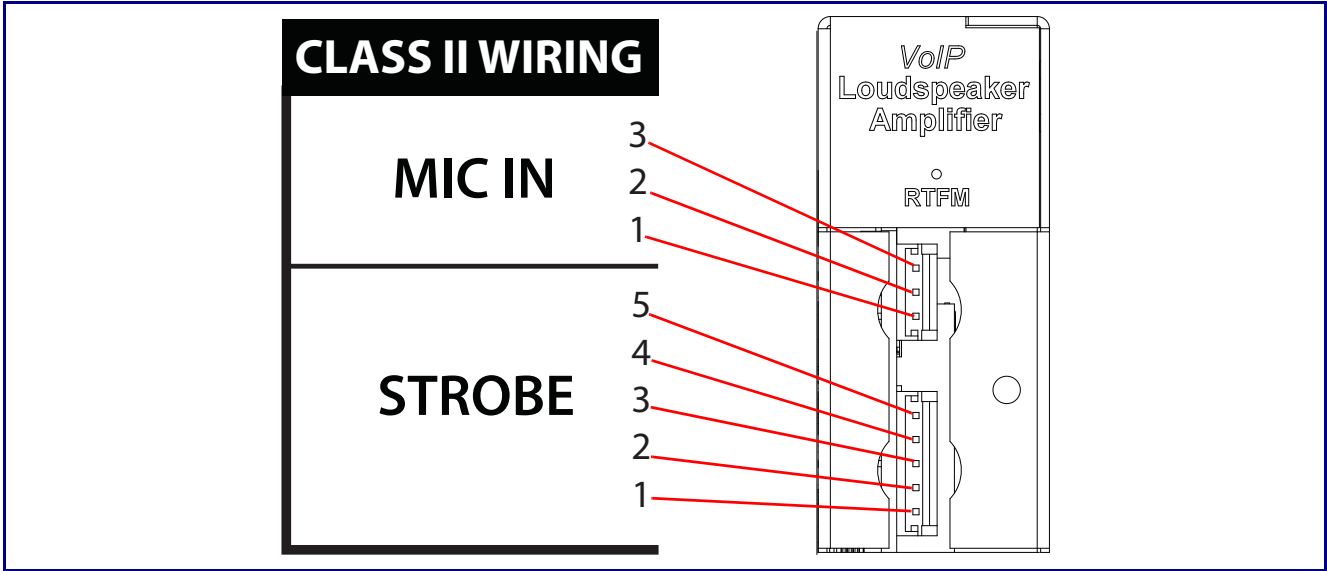 CLASS II WIRING
MIC IN
3
2
1
STROBE
5
4
3
2
1
VoIP
Loudspeaker
Amplifier
RTFM